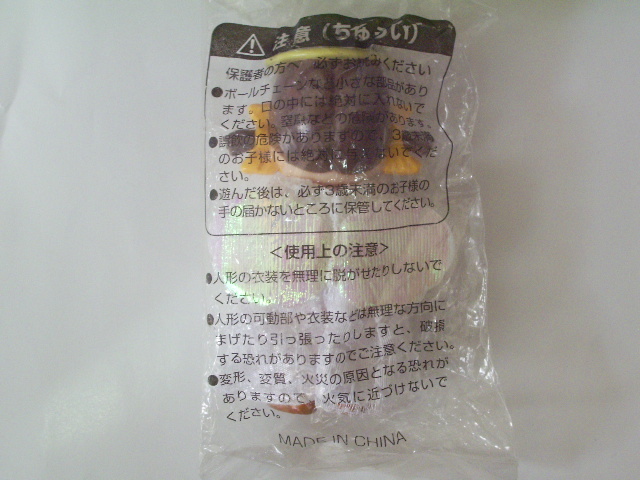 注意(ちゅうい)
保護者の方へ 必ずお読みください
●ボールチェーンなど小さな部品があり
ます。口の中には絶対に入れないで
ください。窒息などの危険があります。
●誤飲の危険がありますので、3歳未満
のお子様には絶対に与えないでくだ
さい。
●遊んだ後は、必ず3歳未満のお子様の
手の届かないところに保管してください。
<使用上の注意>
●人形の衣装を無理に脱がせたりしないで
ください。
●人形の可動部や衣装などは無理な方向に
まげたり引っ張ったりしますと、破損
する恐れがありますのでご注意ください。
●変形、変質、火災の原因となる恐れが
ありますので、火気に近づけないで
ください。
MADE IN CHINA